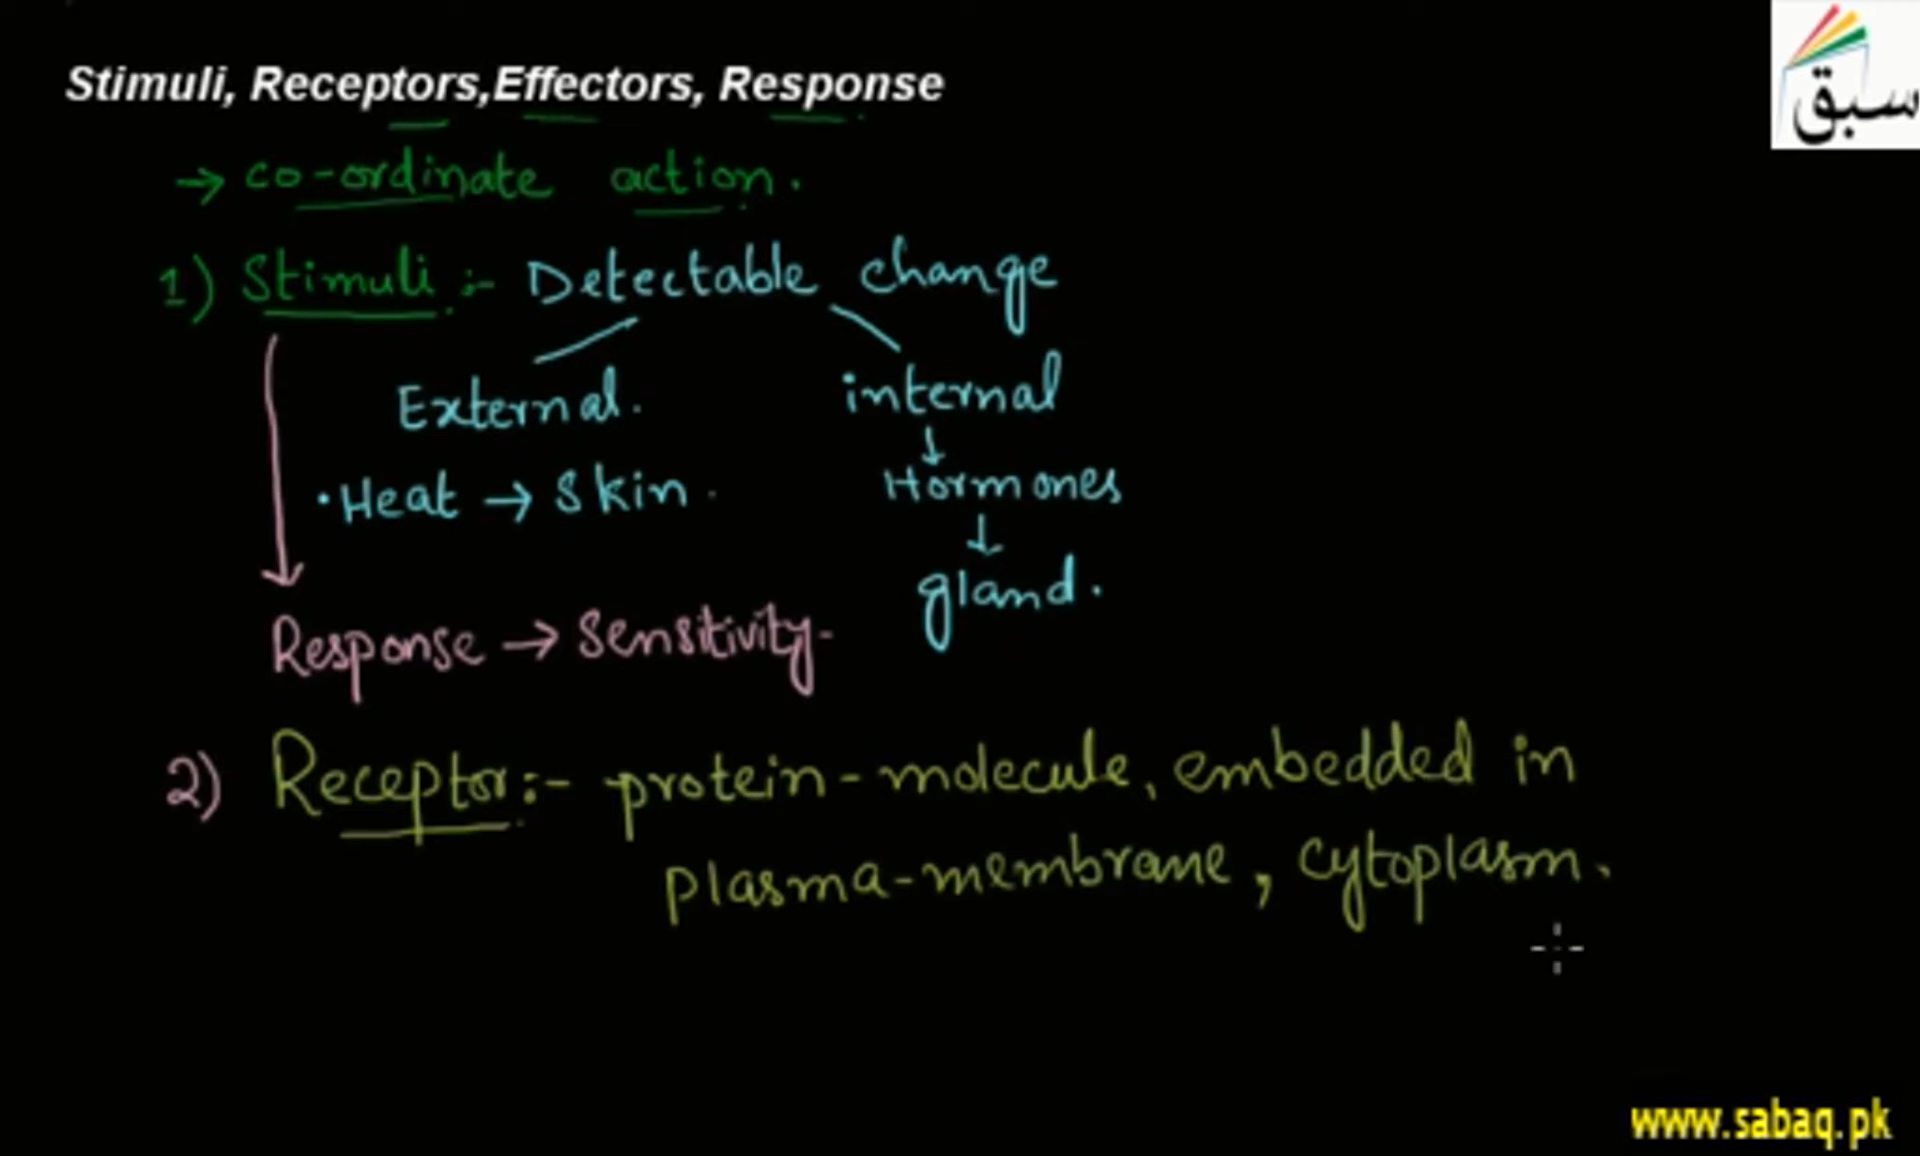 Stimuli, Receptors,Effectors, Response
سبق
→ co-ordinate action.
1) Stimuli :- Detectable change
External. internal
• Heat → Skin. Hormones
gland.
Response → Sensitivity-
2) Receptor:- protein-molecule, embedded in
plasma-membrane, cytoplasm.
www.sabaq.pk